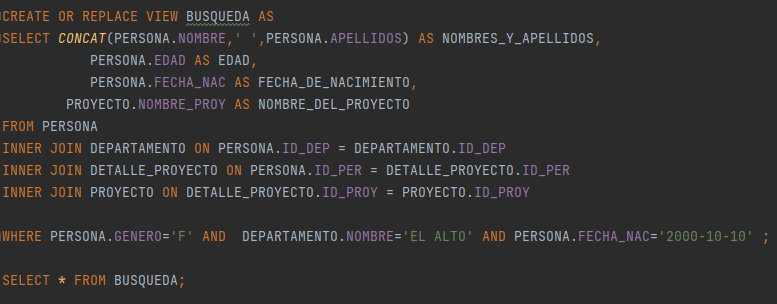 CREATE OR REPLACE VIEW BUSQUEDA AS
SELECT CONCAT(PERSONA.NOMBRE,' ',PERSONA.APELLIDOS) AS NOMBRES_Y_APELLIDOS,
PERSONA.EDAD AS EDAD,
PERSONA.FECHA_NAC AS FECHA_DE_NACIMIENTO,
PROYECTO.NOMBRE_PROY AS NOMBRE_DEL_PROYECTO
FROM PERSONA
INNER JOIN DEPARTAMENTO ON PERSONA.ID_DEP = DEPARTAMENTO.ID_DEP
INNER JOIN DETALLE_PROYECTO ON PERSONA.ID_PER = DETALLE_PROYECTO.ID_PER
INNER JOIN PROYECTO ON DETALLE_PROYECTO.ID_PROY = PROYECTO.ID_PROY
WHERE PERSONA.GENERO='F' AND  DEPARTAMENTO.NOMBRE='EL ALTO' AND PERSONA.FECHA_NAC='2000-10-10' ;
SELECT * FROM BUSQUEDA;